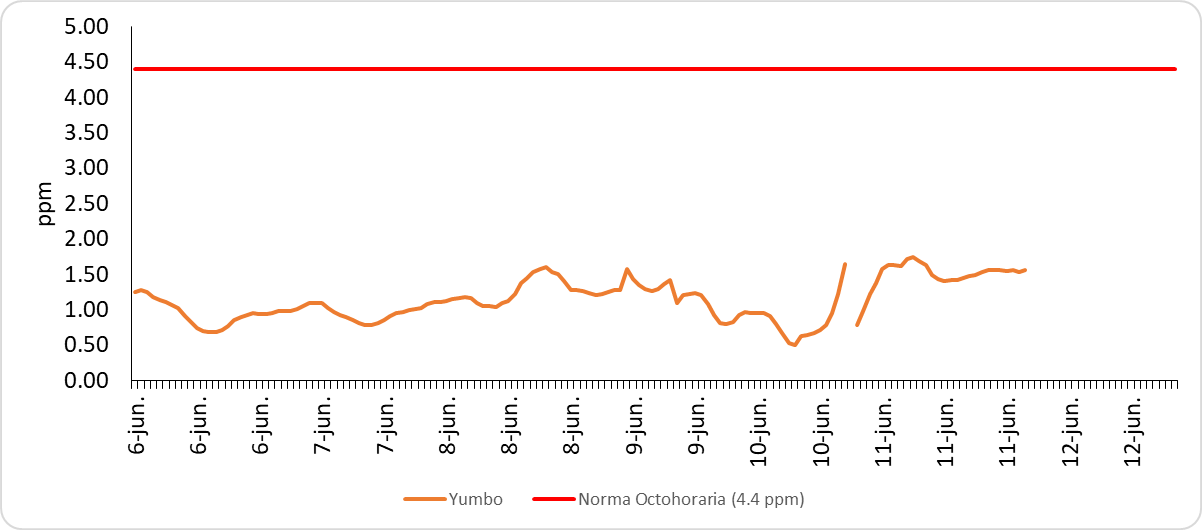 5.00
4.50
4.00
3.50
3.00
2.50
2.00
1.50
1.00
0.50
0.00
ppm
6-jun.
6-jun.
6-jun.
7-jun.
7-jun.
8-jun.
8-jun.
8-jun.
9-jun.
9-jun.
10-jun.
10-jun.
11-jun.
11-jun.
11-jun.
12-jun.
12-jun.
Yumbo
Norma Octohoraria (4.4 ppm)